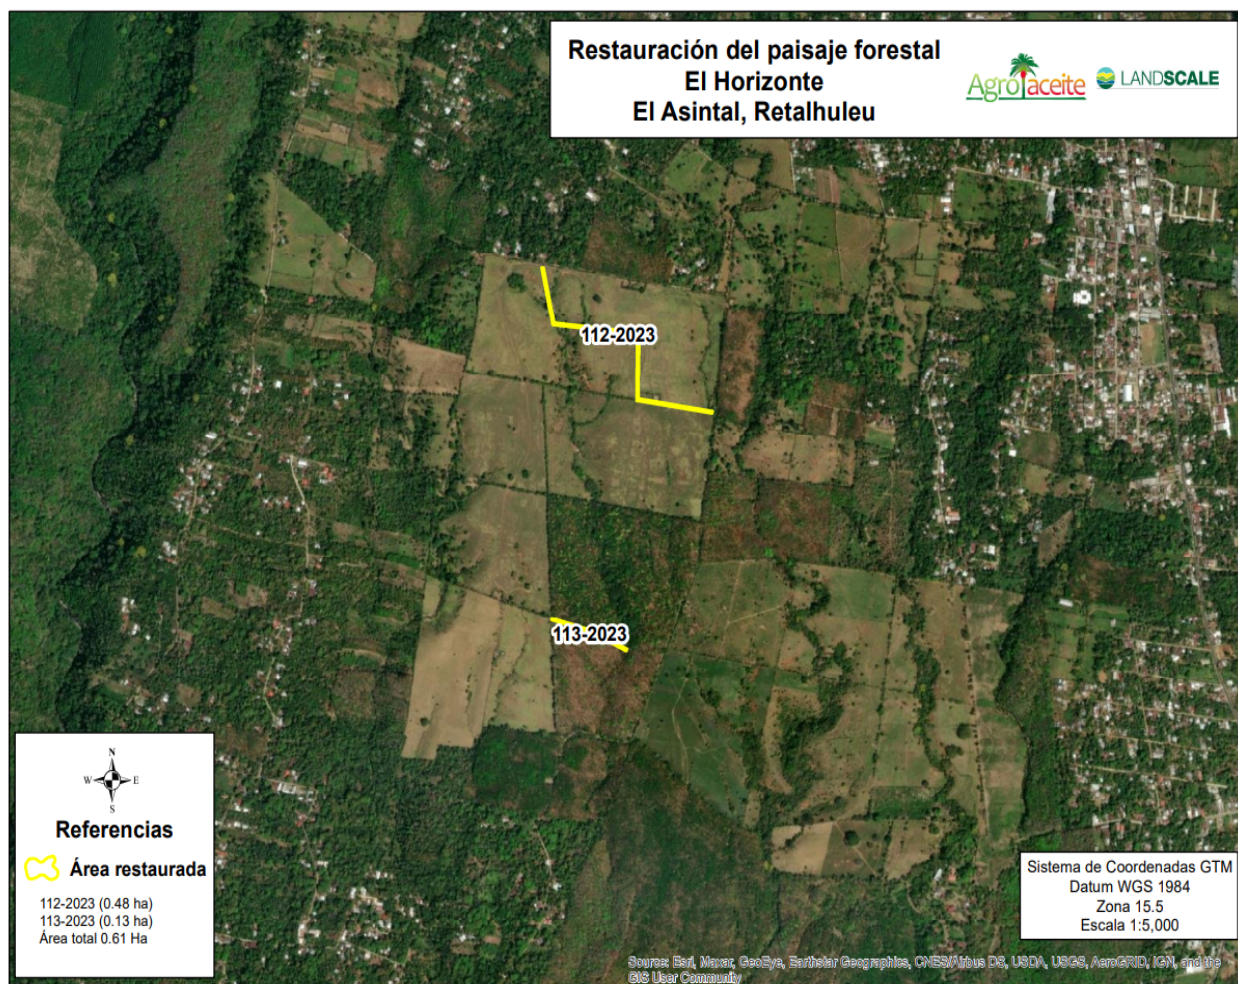 Restauración del paisaje forestal
El Horizonte
El Asintal, Retalhuleu
Agroaceite
LANDSCALE
112-2023
113-2023
N
W E
S
Referencias
Área restaurada
112-2023 (0.48 ha)
113-2023 (0.13 ha)
Área total 0.61 Ha
Sistema de Coordenadas GTM
Datum WGS 1984
Zona 15.5
Escala 1:5,000
Source: Esri, Maxar, GeoEye, Earthstar Geographics, CNES/Airbus DS, USDA, USGS, AeroGRID, IGN, and the
GIS User Community